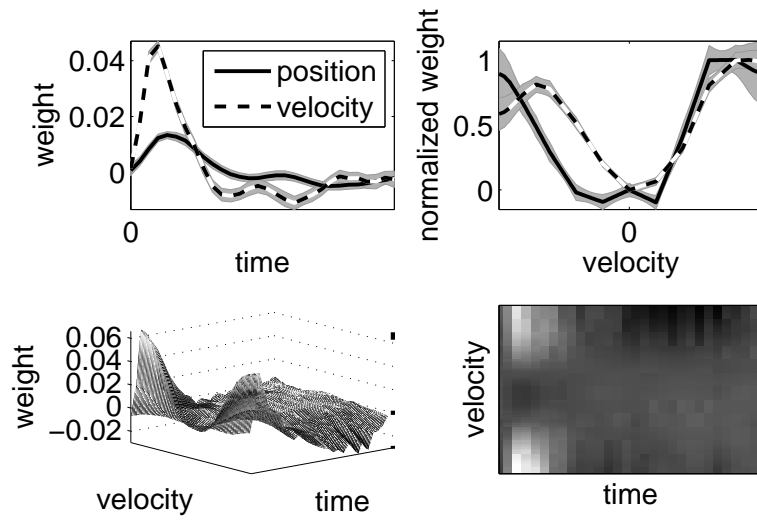 weight
0.04
0.02
0
0
time
position
velocity
normalized weight
1
0.5
0
0
velocity
weight
0.06
0.04
0.02
0
−0.02
velocity
time
velocity
time